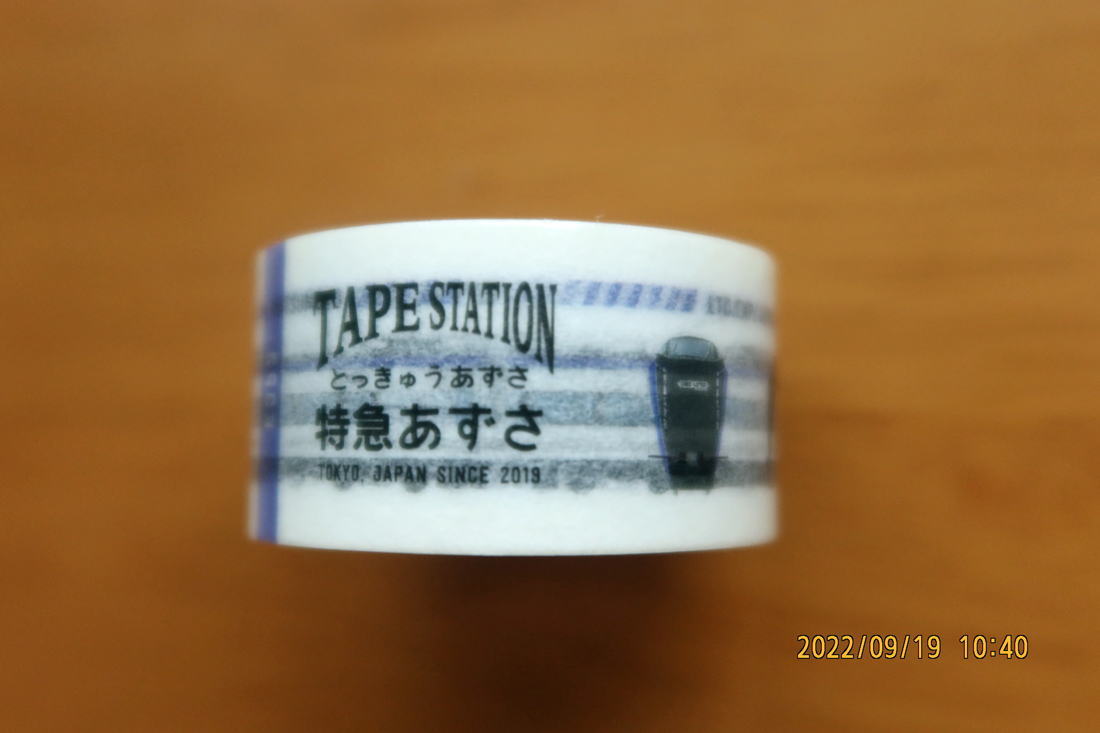 TAPE STATION
とっきゅうあずさ
特急あずさ
TOKYO, JAPAN SINCE 2019
2022/09/19 10:40